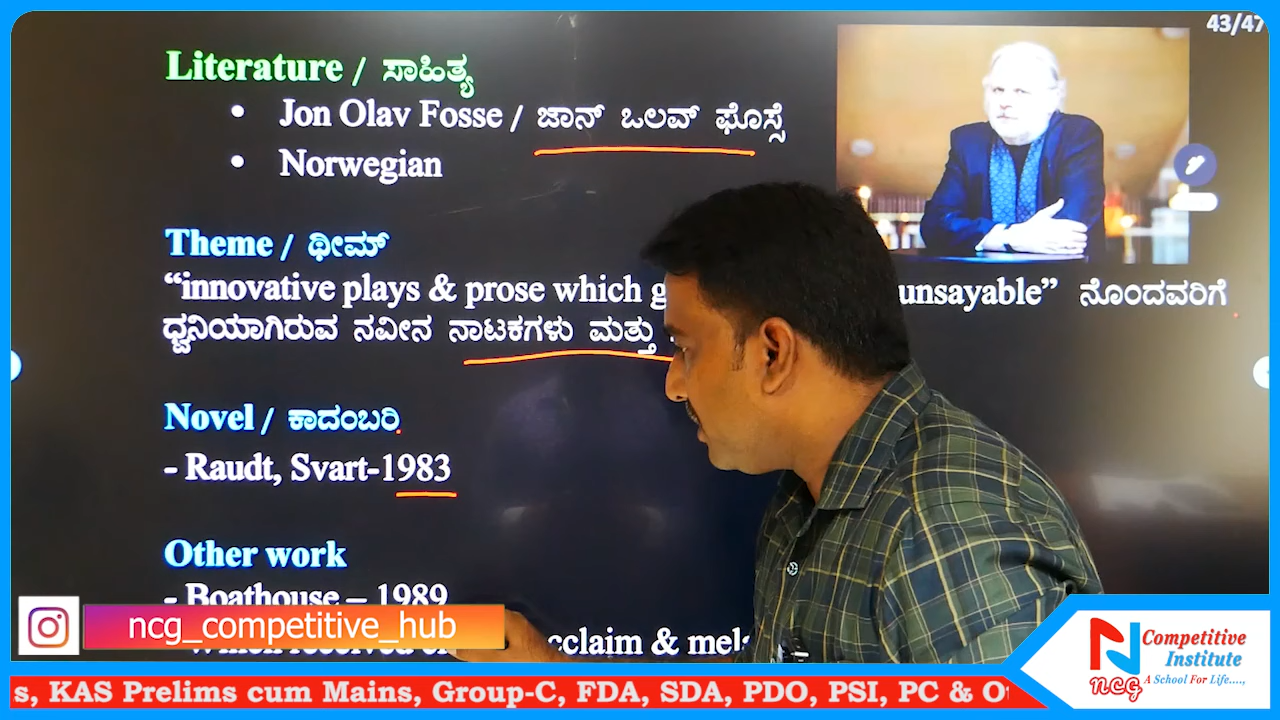 43/47
Literature / ಸಾಹಿತ್ಯ
• Jon Olav Fosse / ಜಾನ್ ಒಲವ್ ಫೊಸ್ಸೆ
• Norwegian
Theme / ಥೀಮ್
“innovative plays & prose which g unsayable” ನೊಂದವರಿಗೆ
ಧ್ವನಿಯಾಗಿರುವ ನವೀನ ನಾಟಕಗಳು ಮತ್ತು
Novel / ಕಾದಂಬರಿ
- Raudt, Svart-1983
Other work
- Boathouse – 1989
ncg_competitive_hub
cclaim & mela
Competitive
Institute
ncg A School For Life.....,
s, KAS Prelims cum Mains, Group-C, FDA, SDA, PDO, PSI, PC & Ot